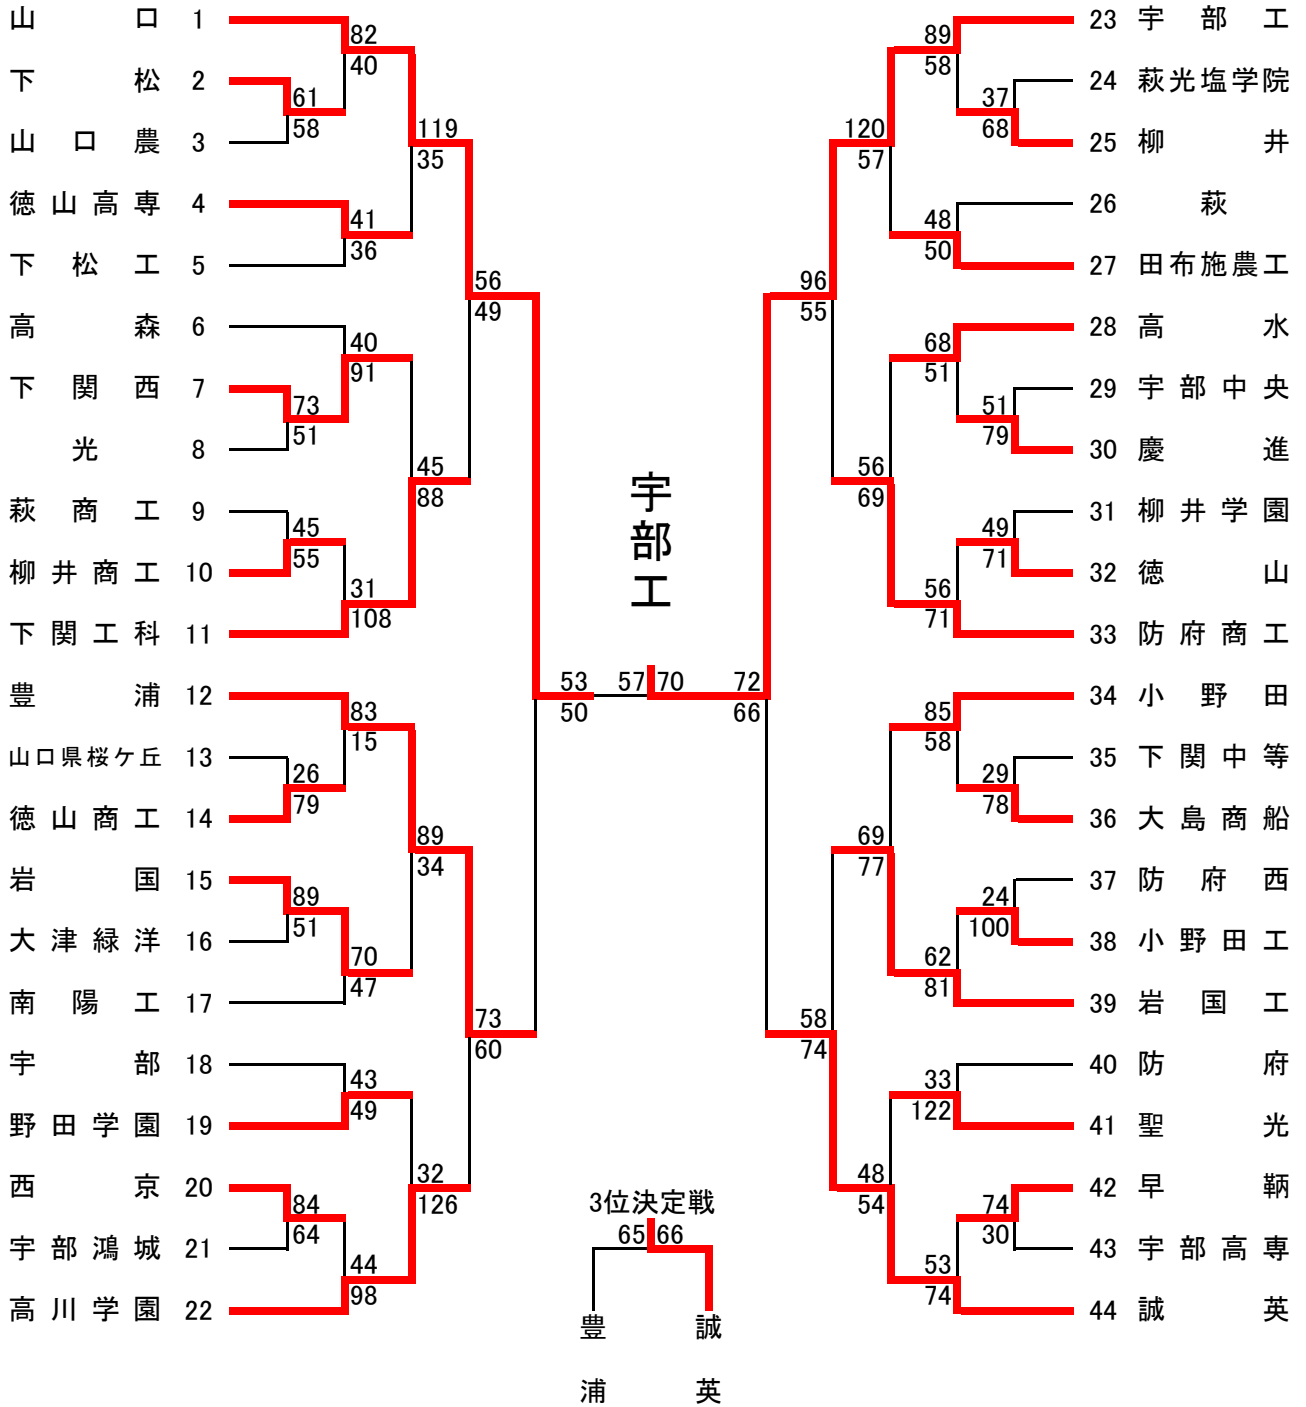 山口 1
下松 2
山口農 3
徳山高専 4
下松工 5
高森 6
下関西 7
光 8
萩商工 9
柳井商工 10
下関工科 11
豊浦 12
山口県桜ケ丘 13
徳山商工 14
岩国 15
大津緑洋 16
南陽工 17
宇部 18
野田学園 19
西京 20
宇部鴻城 21
高川学園 22
82
40
61
58
41
36
119
35
40
91
73
51
45
55
31
108
45
88
56
49
83
15
26
79
89
51
70
47
89
34
43
49
84
64
44
98
32
126
73
60
53
50
宇部工
57 70
72
66
3位決定戦
65 66
豊浦
誠英
89
58
37
68
120
57
48
50
96
55
68
51
51
79
56
69
49
71
56
71
85
58
29
78
69
77
24
100
62
81
58
74
33
122
48
54
74
30
53
74
23 宇部工
24 萩光塩学院
25 柳井
26 萩
27 田布施農工
28 高水
29 宇部中央
30 慶進
31 柳井学園
32 徳山
33 防府商工
34 小野田
35 下関中等
36 大島商船
37 防府西
38 小野田工
39 岩国工
40 防府
41 聖光
42 早鞆
43 宇部高専
44 誠英